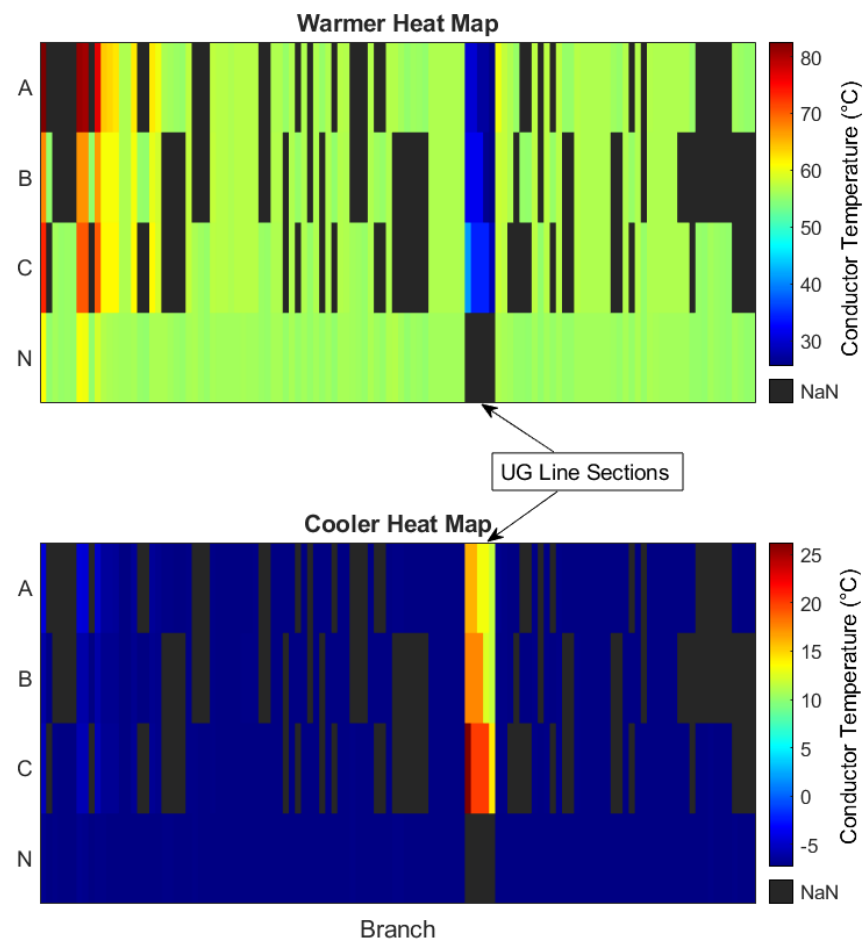 Warmer Heat Map
A
B
C
N
80
70
60
50
40
30
Conductor Temperature (°C)
NaN
UG Line Sections
Cooler Heat Map
A
B
C
N
25
20
15
10
5
0
-5
Conductor Temperature (°C)
NaN
Branch